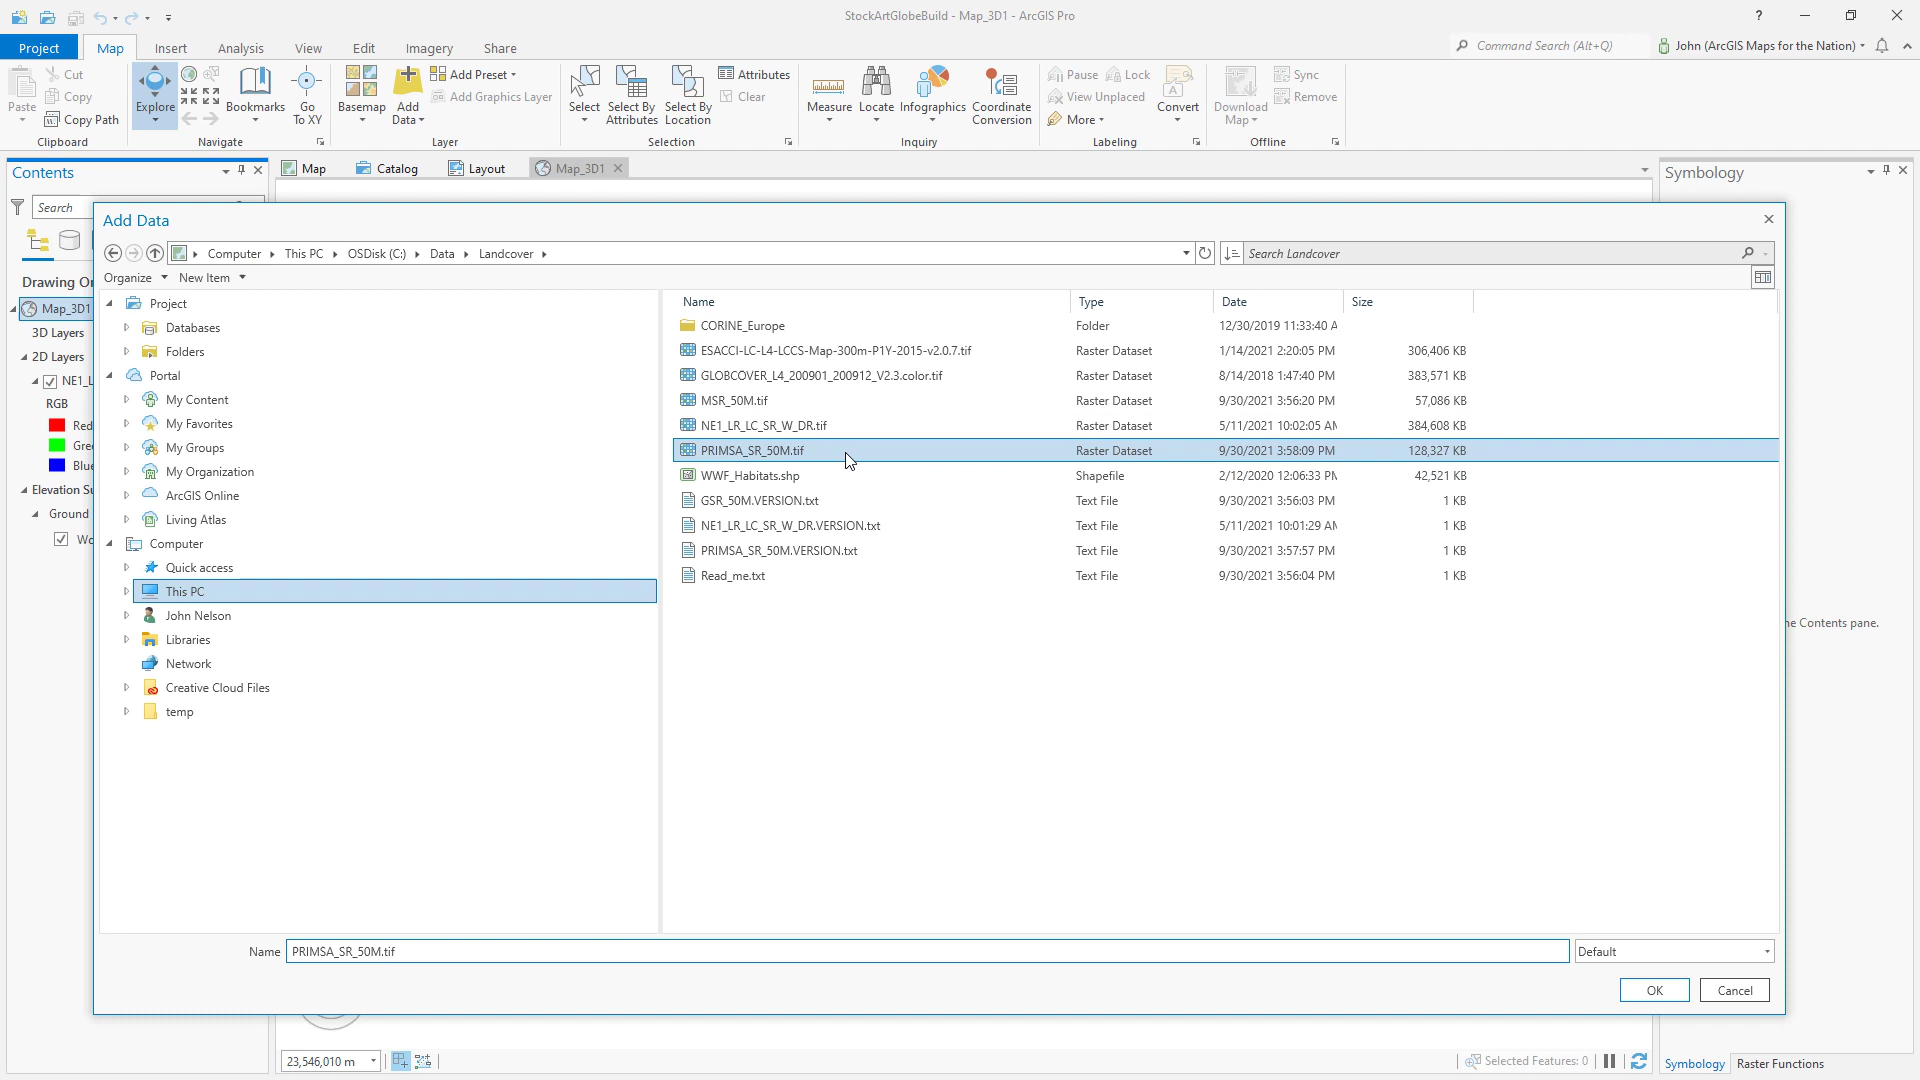 StockArtGlobeBuild - Map_3D1 - ArcGIS Pro
?
Project Map Insert Analysis View Edit Imagery Share
Command Search (Alt+Q)
John (ArcGIS Maps for the Nation)
Paste
Cut
Copy
Copy Path
Clipboard
Explore
Bookmarks
Go To XY
Navigate
Basemap
Add Data
Add Preset
Add Graphics Layer
Layer
Select
Select By Attributes
Select By Location
Attributes
Clear
Selection
Measure
Locate
Infographics
Coordinate Conversion
Inquiry
Pause
Lock
View Unplaced
More
Convert
Labeling
Download Map
Sync
Remove
Offline
Contents
Map
Catalog
Layout
Map_3D1
Symbology
Search
Drawing Or
Map_3D1
3D Layers
2D Layers
NE1_L
RGB
Red
Gree
Blue
Elevation Su
Ground
Wo
Add Data
Computer This PC OSDisk (C:) Data Landcover
Search Landcover
Organize New Item
Project
Databases
Folders
Portal
My Content
My Favorites
My Groups
My Organization
ArcGIS Online
Living Atlas
Computer
Quick access
This PC
John Nelson
Libraries
Network
Creative Cloud Files
temp
Name Type Date Size
CORINE_Europe Folder 12/30/2019 11:33:40 A
ESACCI-LC-L4-LCCS-Map-300m-P1Y-2015-v2.0.7.tif Raster Dataset 1/14/2021 2:20:05 PM 306,406 KB
GLOBCOVER_L4_200901_200912_V2.3.color.tif Raster Dataset 8/14/2018 1:47:40 PM 383,571 KB
MSR_50M.tif Raster Dataset 9/30/2021 3:56:20 PM 57,086 KB
NE1_LR_LC_SR_W_DR.tif Raster Dataset 5/11/2021 10:02:05 AM 384,608 KB
PRIMSA_SR_50M.tif Raster Dataset 9/30/2021 3:58:09 PM 128,327 KB
WWF_Habitats.shp Shapefile 2/12/2020 12:06:33 PM 42,521 KB
GSR_50M.VERSION.txt Text File 9/30/2021 3:56:03 PM 1 KB
NE1_LR_LC_SR_W_DR.VERSION.txt Text File 5/11/2021 10:01:29 AM 1 KB
PRIMSA_SR_50M.VERSION.txt Text File 9/30/2021 3:57:57 PM 1 KB
Read_me.txt Text File 9/30/2021 3:56:04 PM 1 KB
he Contents pane.
Name PRIMSA_SR_50M.tif Default
OK Cancel
23,546,010 m
Selected Features: 0
Symbology Raster Functions